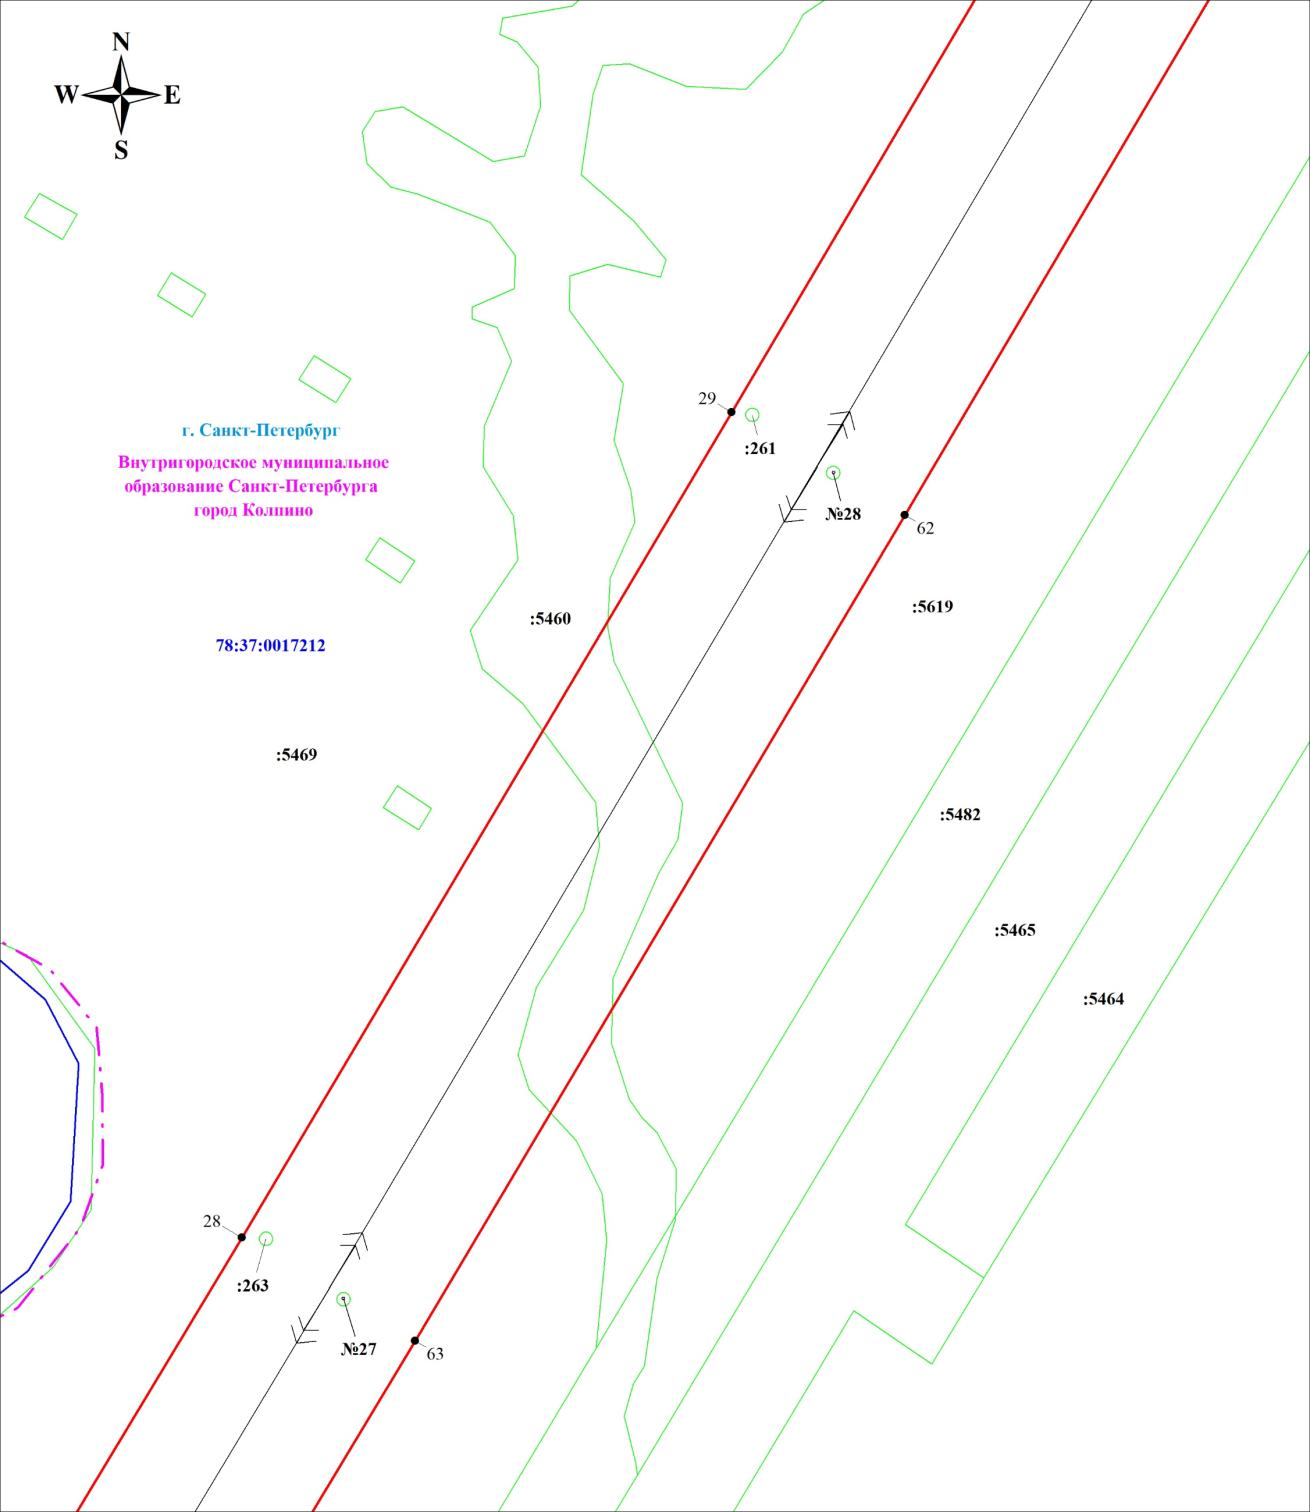 N
W E
S
29
:261
г. Санкт-Петербург
Внутригородское муниципальное
образование Санкт-Петербурга
город Колпино
№28
62
:5619
:5460
78:37:0017212
:5469
:5482
:5465
:5464
28
:263
№27
63